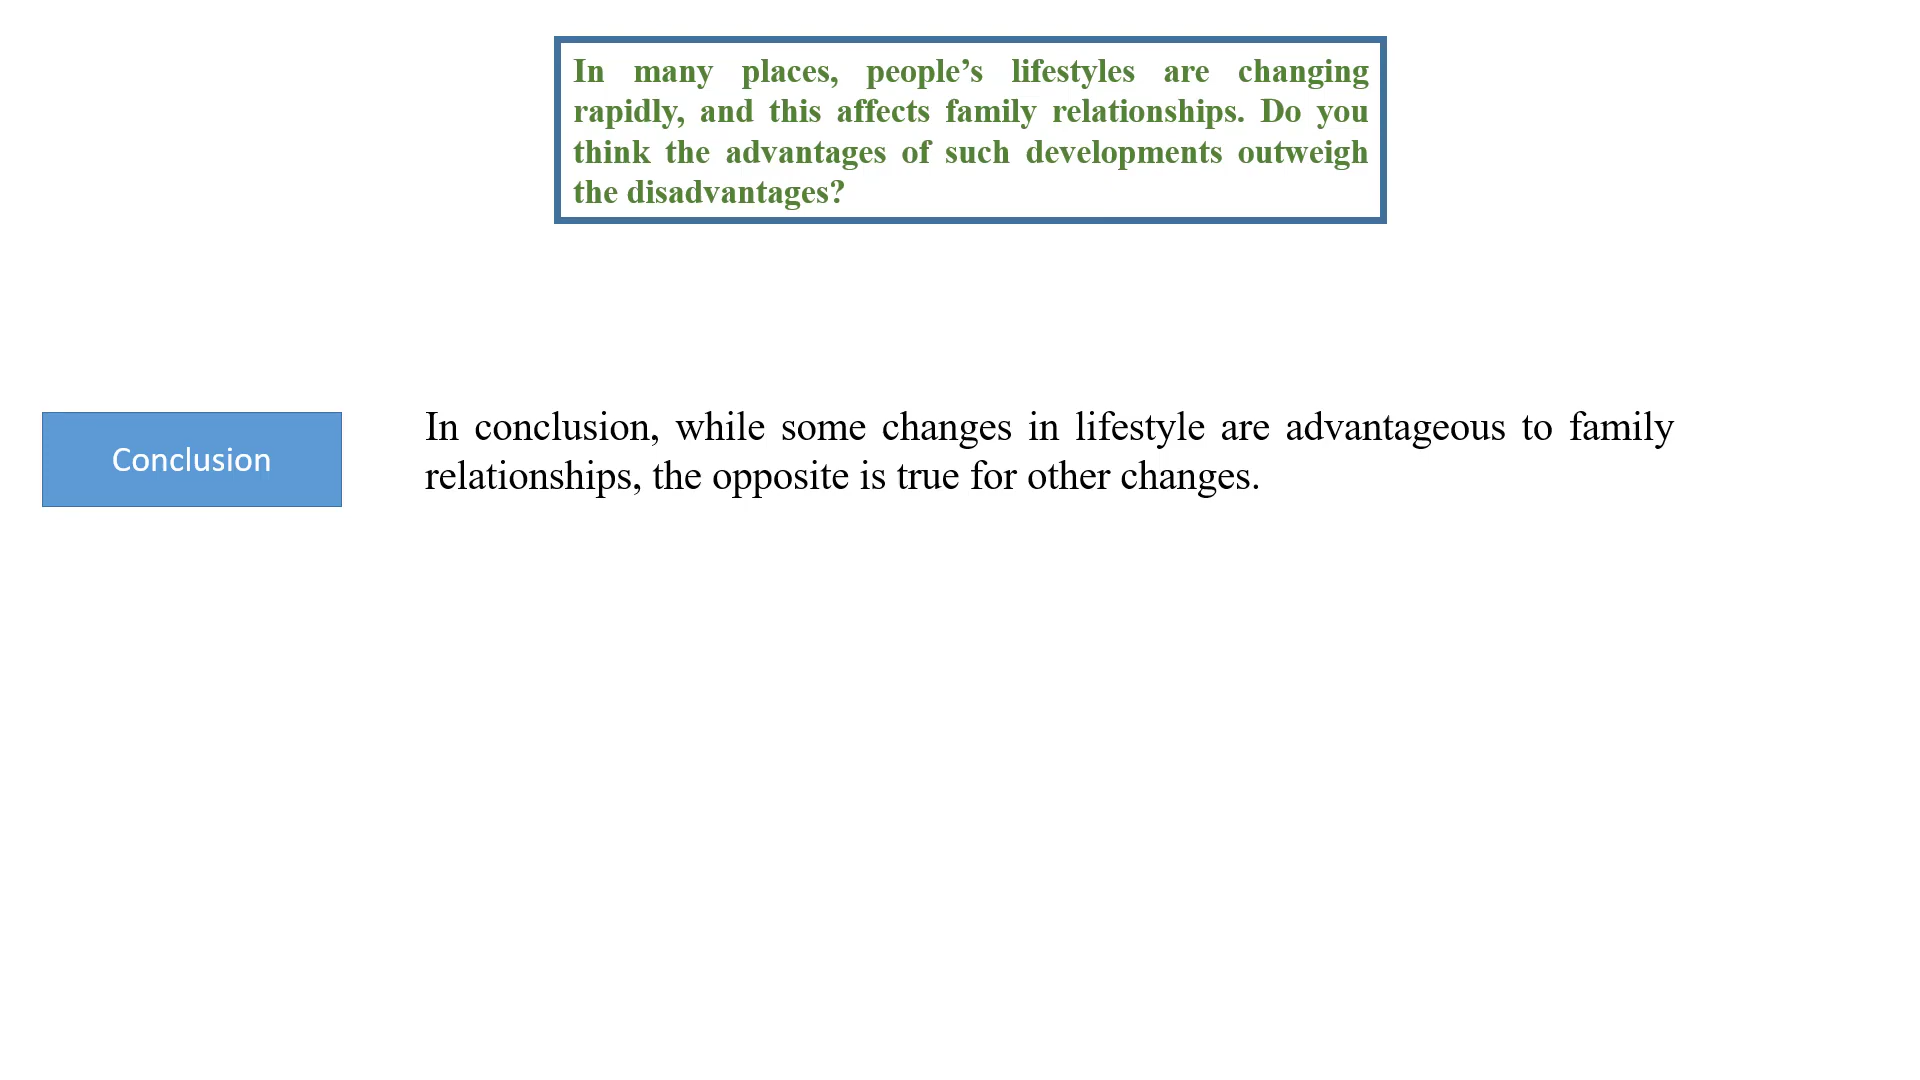 In many places, people’s lifestyles are changing
rapidly, and this affects family relationships. Do you
think the advantages of such developments outweigh
the disadvantages?
Conclusion
In conclusion, while some changes in lifestyle are advantageous to family
relationships, the opposite is true for other changes.